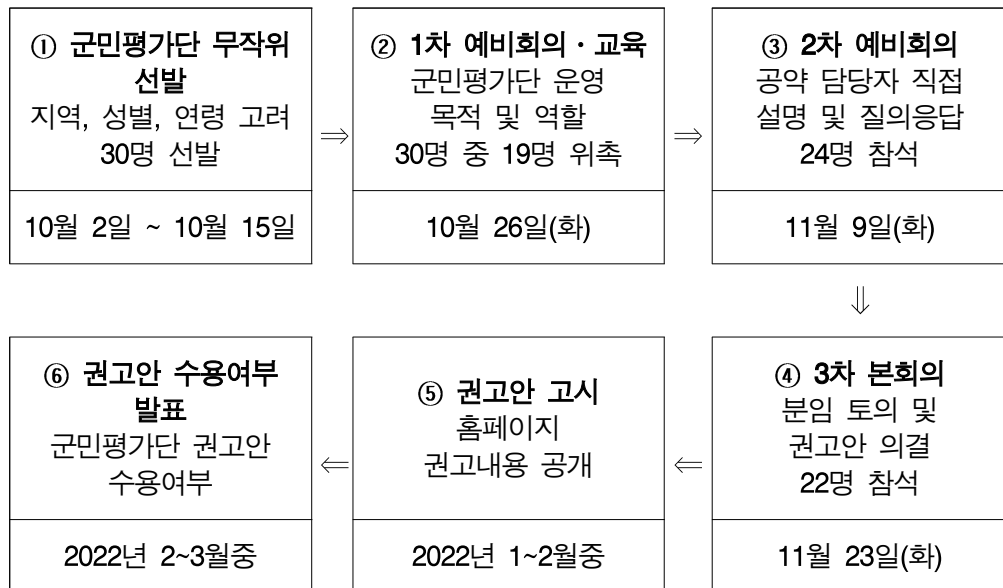 ① 군민평가단 무작위
선발
지역, 성별, 연령 고려
30명 선발
10월 2일 ~ 10월 15일
⇒
② 1차 예비회의·교육
군민평가단 운영
목적 및 역할
30명 중 19명 위촉
10월 26일(화)
⇒
③ 2차 예비회의
공약 담당자 직접
설명 및 질의응답
24명 참석
11월 9일(화)
⇓
④ 3차 본회의
분임 토의 및
권고안 의결
22명 참석
11월 23일(화)
⇐
⑤ 권고안 고시
홈페이지
권고내용 공개
2022년 1~2월중
⇐
⑥ 권고안 수용여부
발표
군민평가단 권고안
수용여부
2022년 2~3월중